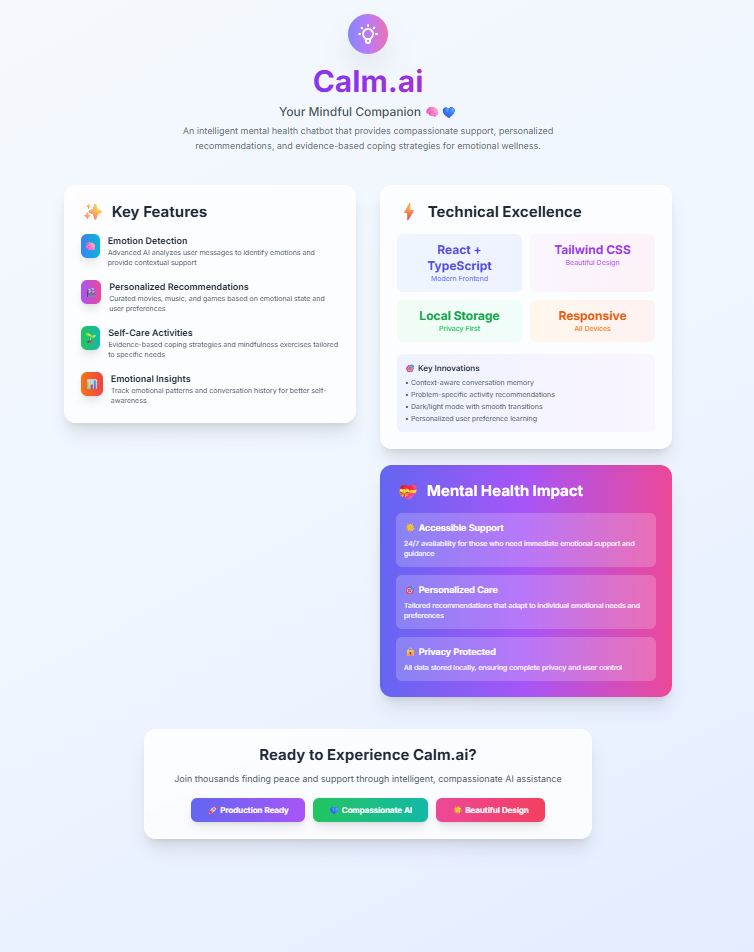 Calm.ai
Your Mindful Companion 🧠 💙
An intelligent mental health chatbot that provides compassionate support, personalized
recommendations, and evidence-based coping strategies for emotional wellness.
✨ Key Features
Emotion Detection
Advanced AI analyzes user messages to identify emotions and
provide contextual support
Personalized Recommendations
Curated movies, music, and games based on emotional state and
user preferences
Self-Care Activities
Evidence-based coping strategies and mindfulness exercises tailored
to specific needs
Emotional Insights
Track emotional patterns and conversation history for better self-
awareness
⚡ Technical Excellence
React +
TypeScript
Modern Frontend
Tailwind CSS
Beautiful Design
Local Storage
Privacy First
Responsive
All Devices
🎯 Key Innovations
• Context-aware conversation memory
• Problem-specific activity recommendations
• Dark/light mode with smooth transitions
• Personalized user preference learning
💝 Mental Health Impact
🌟 Accessible Support
24/7 availability for those who need immediate emotional support and
guidance
🎯 Personalized Care
Tailored recommendations that adapt to individual emotional needs and
preferences
🔒 Privacy Protected
All data stored locally, ensuring complete privacy and user control
Ready to Experience Calm.ai?
Join thousands finding peace and support through intelligent, compassionate AI assistance
🚀 Production Ready
💙 Compassionate AI
🌟 Beautiful Design